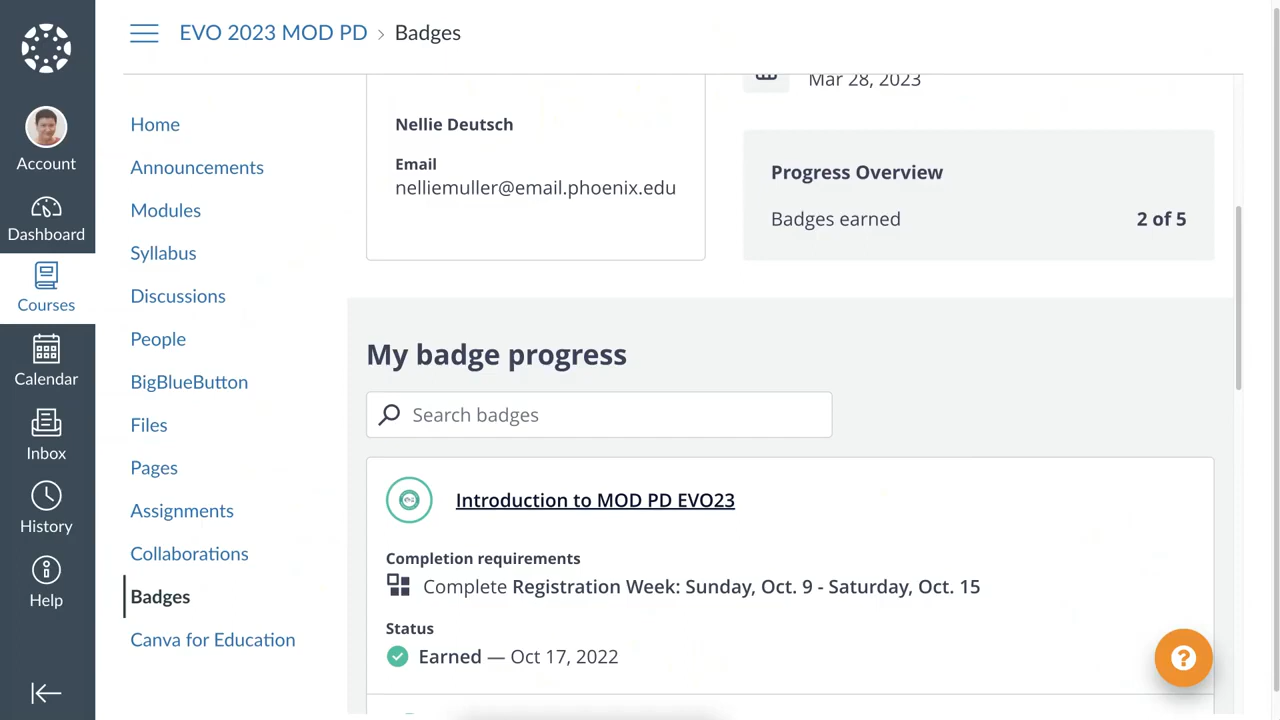 EVO 2023 MOD PD › Badges
Account
Dashboard
Courses
Calendar
Inbox
History
Help
Home
Announcements
Modules
Syllabus
Discussions
People
BigBlueButton
Files
Pages
Assignments
Collaborations
Badges
Canva for Education
Nellie Deutsch
Email
nelliemuller@email.phoenix.edu
Mar 28, 2023
Progress Overview
Badges earned 2 of 5
My badge progress
Search badges
Introduction to MOD PD EVO23
Completion requirements
Complete Registration Week: Sunday, Oct. 9 - Saturday, Oct. 15
Status
Earned — Oct 17, 2022